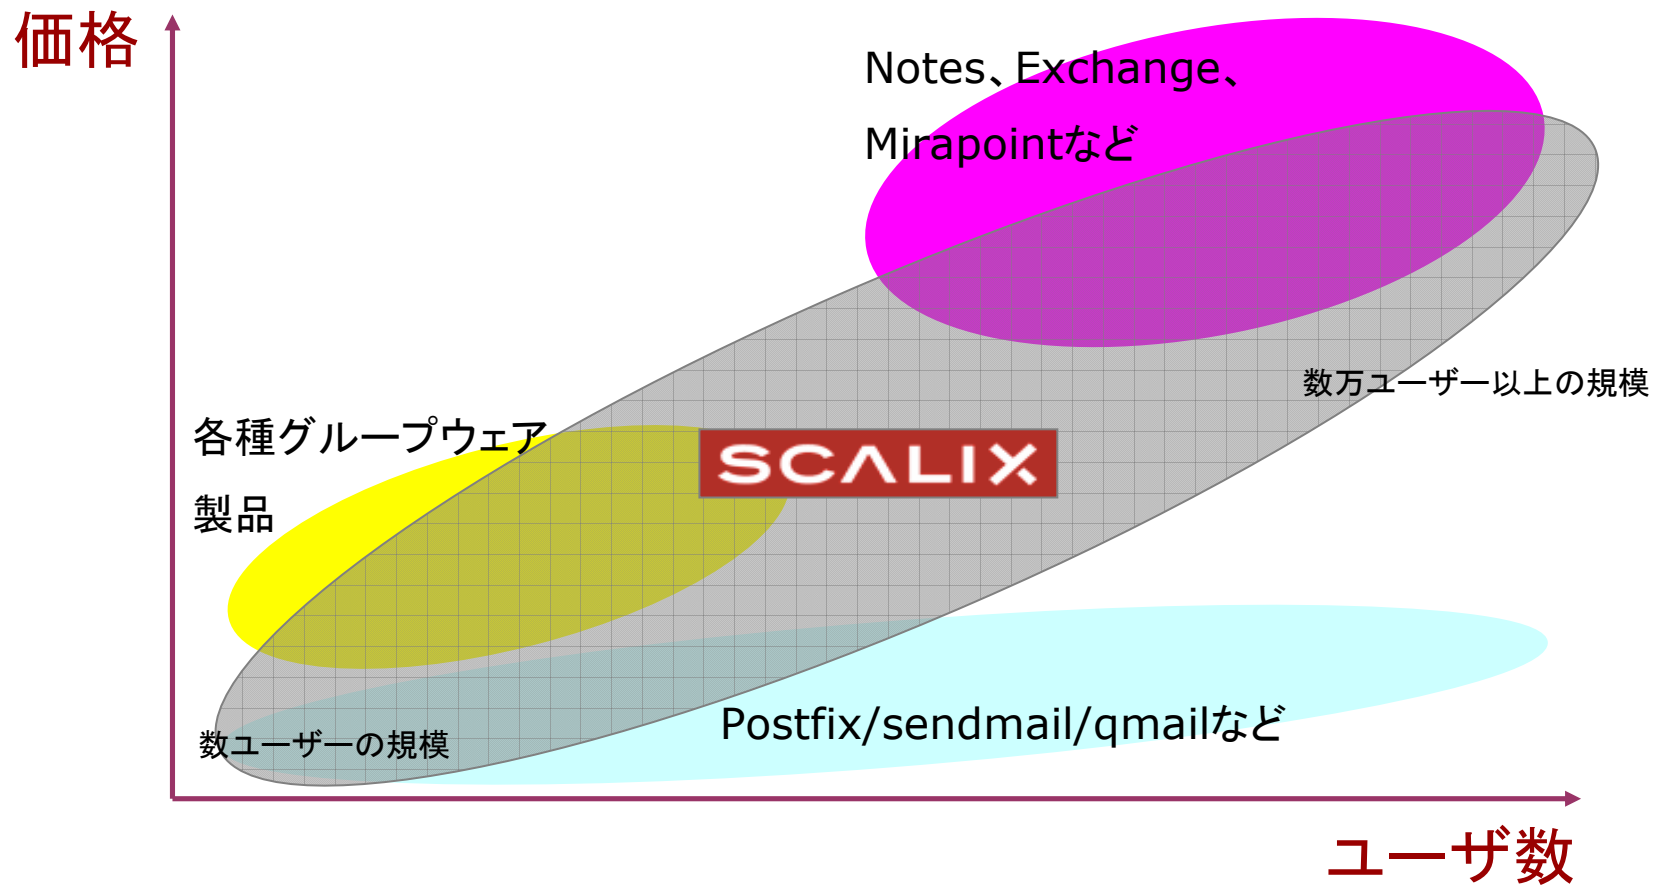 価格
Notes、Exchange、
Mirapointなど
数万ユーザー以上の規模
各種グループウェア
製品
SCALIX
Postfix/sendmail/qmailなど
数ユーザーの規模
ユーザ数